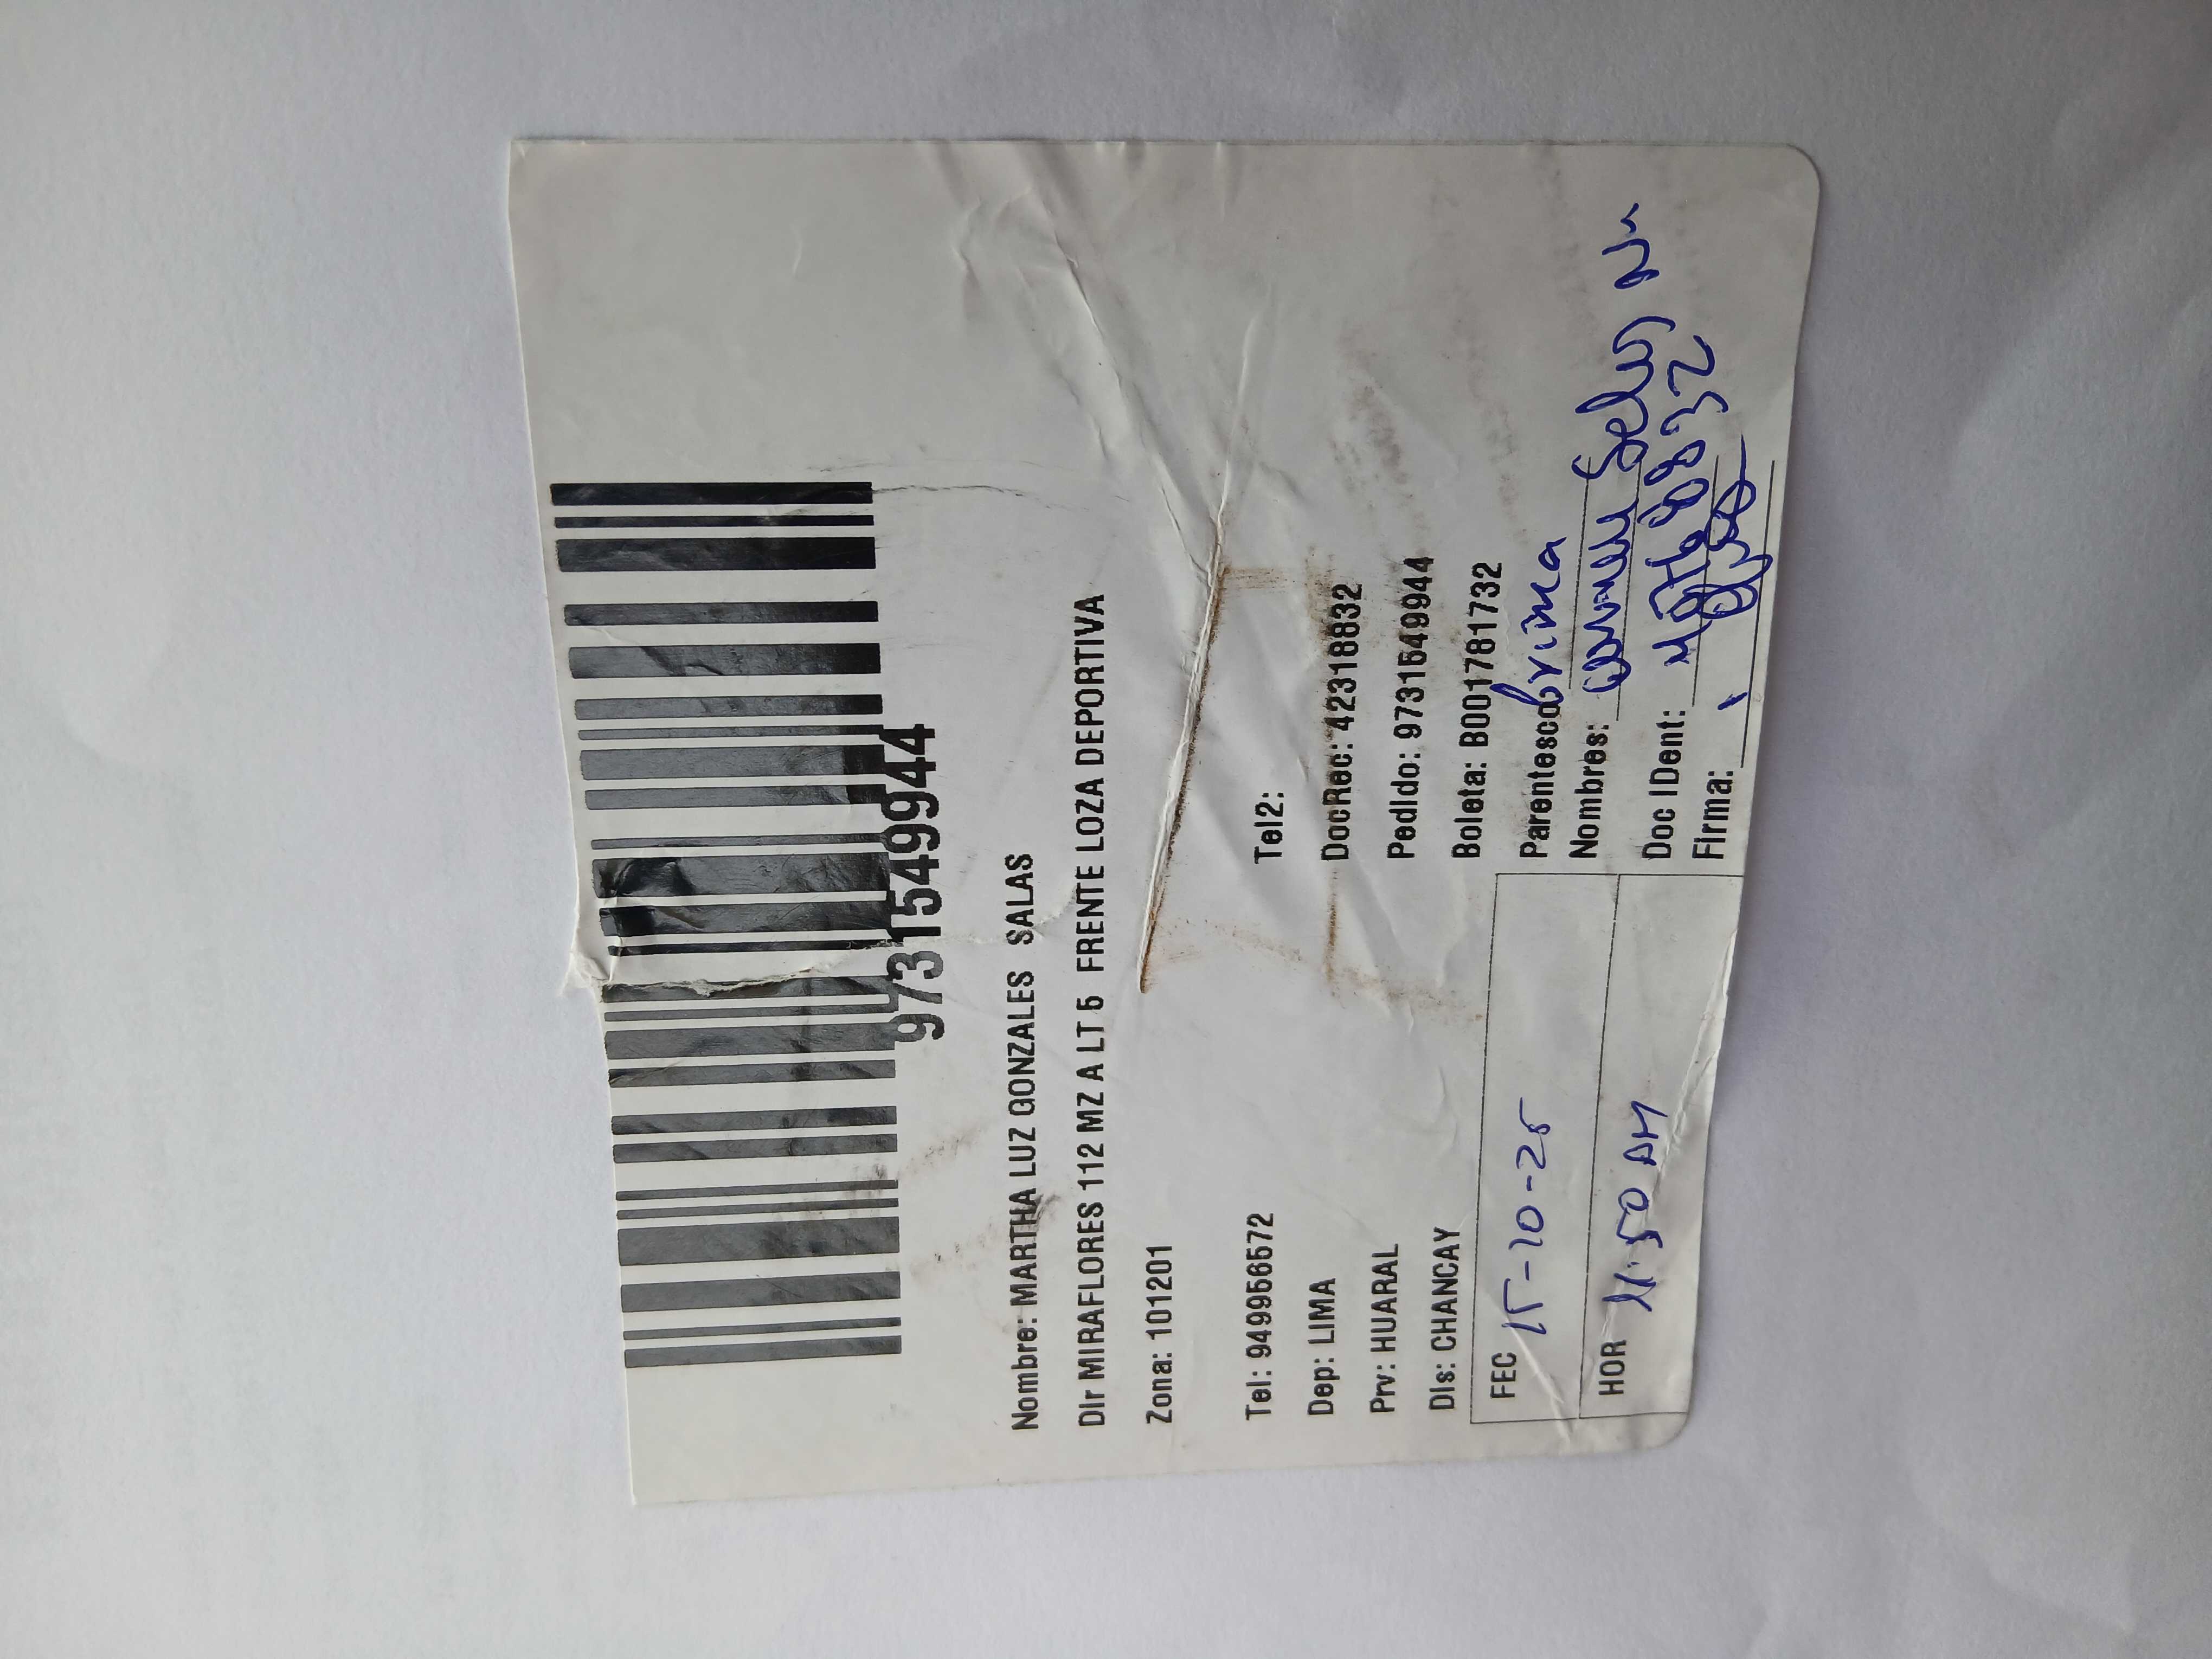 9731549944
Nombre: MARTHA LUZ GONZALES SALAS
Dir MIRAFLORES 112 MZ A LT 5 FRENTE LOZA DEPORTIVA
Zona: 101201
Tel: 949956572 Tel2:
Dep: LIMA DocRec: 42318832
Prv: HUARAL Pedido: 9731549944
Dis: CHANCAY Boleta: B0017817 32
FEC 15-10-25 Parentesco prima
Nombres:
HOR 11:50 AM Doc IDent:
Firma: